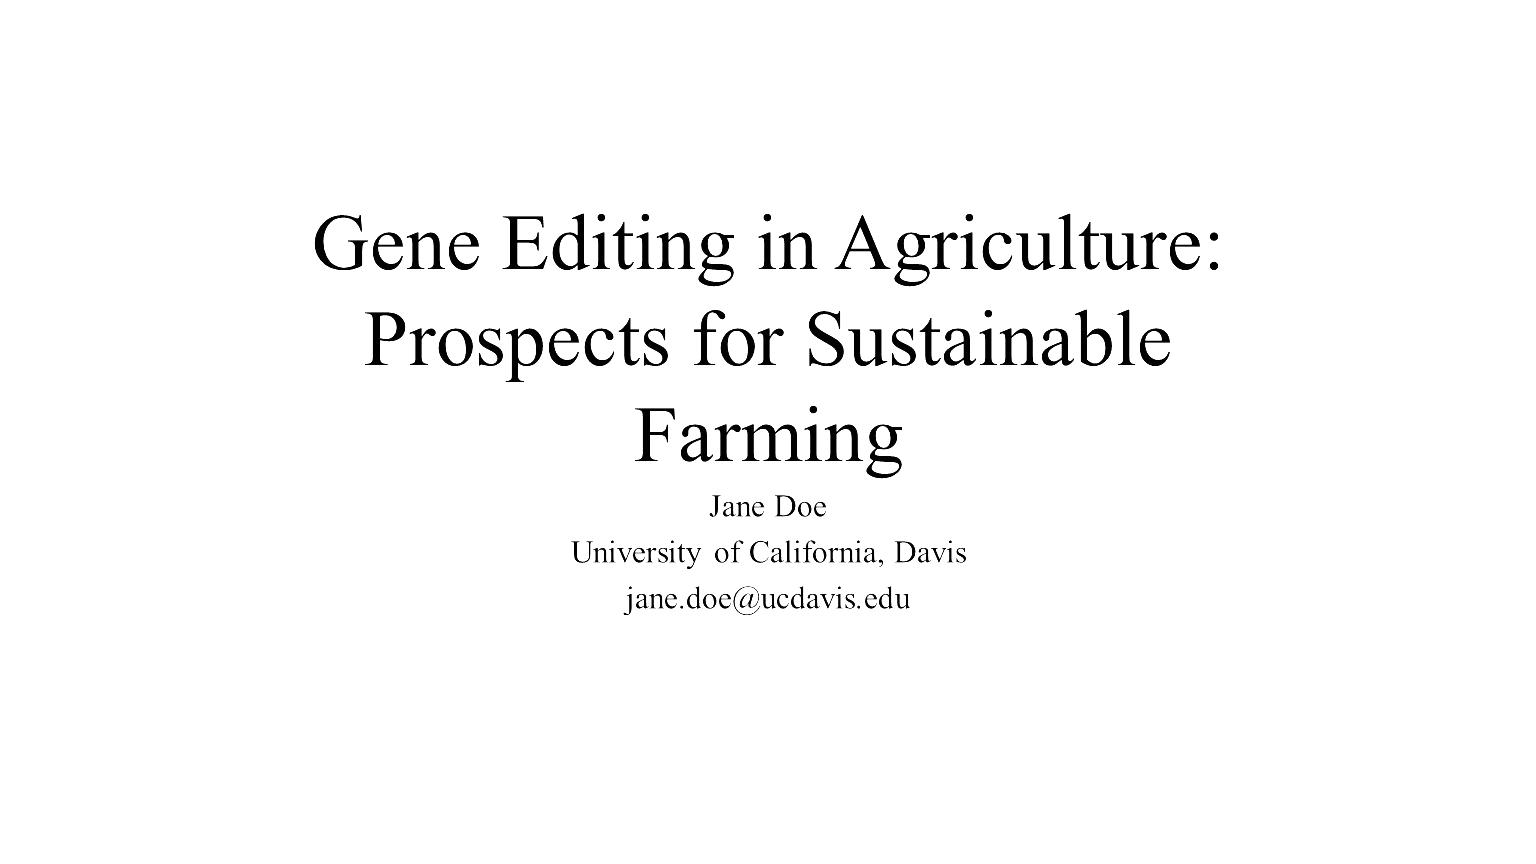 Gene Editing in Agriculture:
Prospects for Sustainable
Farming
Jane Doe
University of California, Davis
jane.doe@ucdavis.edu